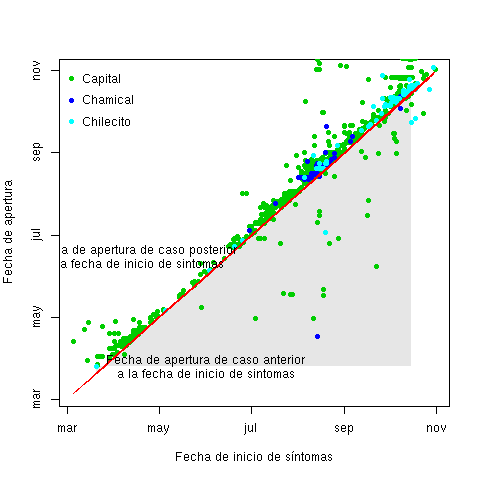 Capital
Chamical
Chilecito
a de apertura de caso posterior
a fecha de inicio de sintomas
Fecha de apertura de caso anterior
a la fecha de inicio de sintomas
Fecha de apertura
mar
may
jul
sep
nov
mar
may
jul
sep
nov
Fecha de inicio de síntomas